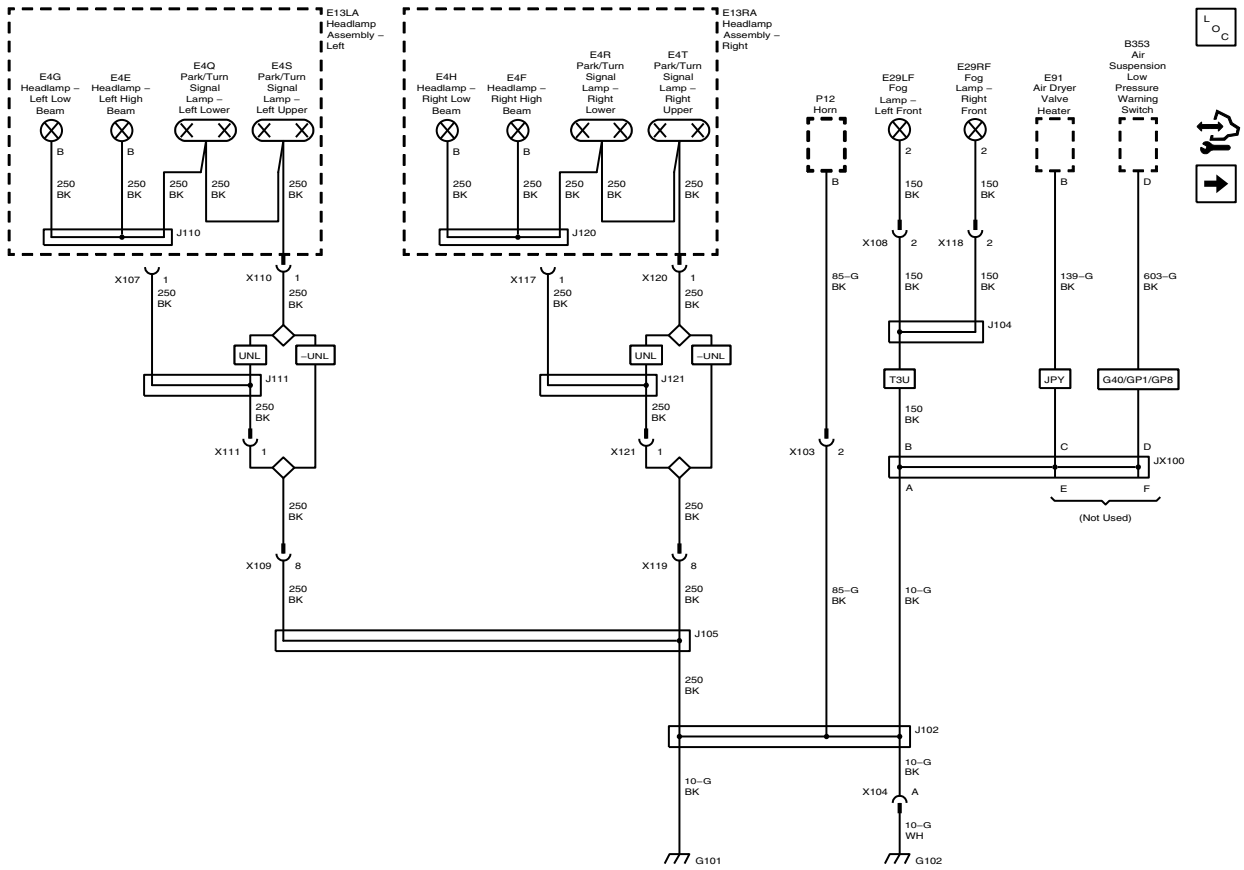 E13LA
Headlamp
Assembly –
Left
E4G
Headlamp –
Left Low
Beam
E4E
Headlamp –
Left High
Beam
E4Q
Park/Turn
Signal
Lamp –
Left Lower
E4S
Park/Turn
Signal
Lamp –
Left Upper
E13RA
Headlamp
Assembly –
Right
E4H
Headlamp –
Right Low
Beam
E4F
Headlamp –
Right High
Beam
E4R
Park/Turn
Signal
Lamp –
Right
Lower
E4T
Park/Turn
Signal
Lamp –
Right
Upper
P12
Horn
E29LF
Fog
Lamp –
Left Front
E29RF
Fog
Lamp –
Right
Front
E91
Air Dryer
Valve
Heater
B353
Air
Suspension
Low
Pressure
Warning
Switch
L
O
C
B
B
B
B
2
2
B
B
D
250
BK
250
BK
250
BK
250
BK
250
BK
250
BK
250
BK
250
BK
250
BK
250
BK
150
BK
150
BK
J110
J120
X108 2
X118 2
X107 1
X110 1
X117 1
X120 1
250
BK
250
BK
250
BK
250
BK
85–G
BK
150
BK
150
BK
139–G
BK
603–G
BK
J104
UNL
–UNL
UNL
–UNL
J111
J121
T3U
JPY
G40/GP1/GP8
250
BK
250
BK
150
BK
X111 1
X121 1
X103 2
B
C
D
JX100
A
E
F
(Not Used)
250
BK
250
BK
X109 8
X119 8
250
BK
250
BK
85–G
BK
10–G
BK
J105
250
BK
J102
10–G
BK
10–G
BK
X104 A
10–G
WH
G101
G102